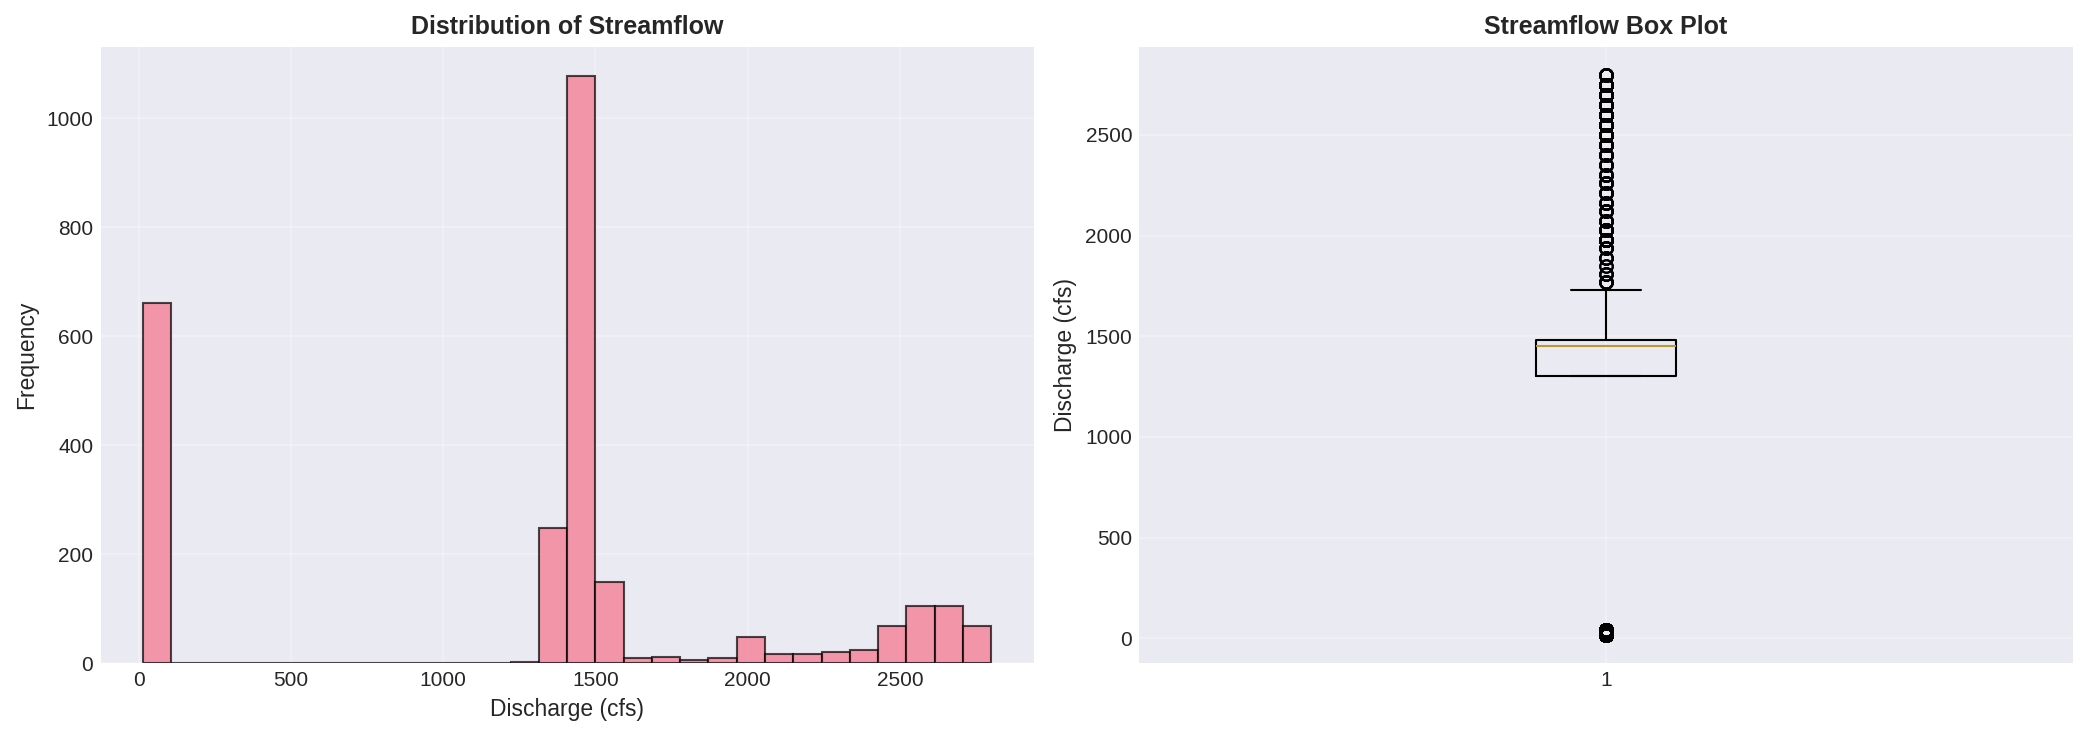 Distribution of Streamflow
Frequency
1000
800
600
400
200
0
0 500 1000 1500 2000 2500
Discharge (cfs)
Streamflow Box Plot
Discharge (cfs)
2500
2000
1500
1000
500
0
1